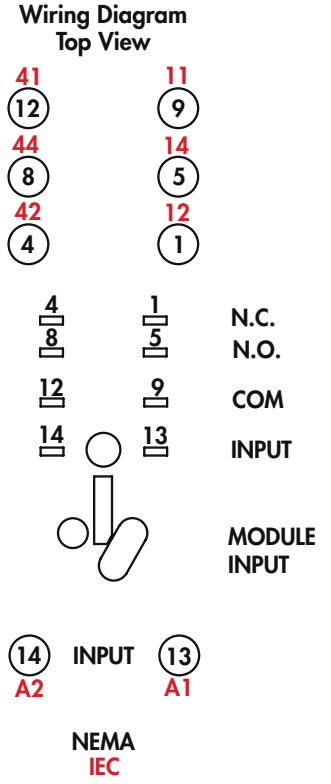 Wiring Diagram
Top View
41 11
12 9
44 14
8 5
42 12
4 1
4 1 N.C.
8 5 N.O.
12 9 COM
14 13 INPUT
MODULE
INPUT
14 INPUT 13
A2 A1
NEMA
IEC